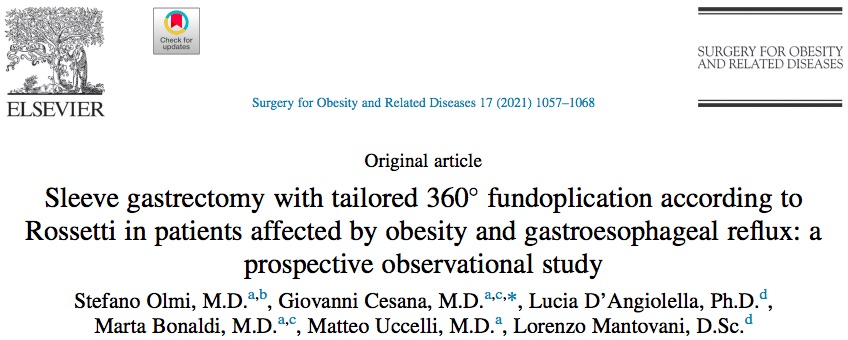 Check for
updates
ELSEVIER
SURGERY FOR OBESITY
AND RELATED DISEASES
Surgery for Obesity and Related Diseases 17 (2021) 1057–1068
Original article
Sleeve gastrectomy with tailored 360° fundoplication according to
Rossetti in patients affected by obesity and gastroesophageal reflux: a
prospective observational study
Stefano Olmi, M.D.a,b, Giovanni Cesana, M.D.a,c,*, Lucia D’Angiolella, Ph.D.d,
Marta Bonaldi, M.D.a,c, Matteo Uccelli, M.D.a, Lorenzo Mantovani, D.Sc.d